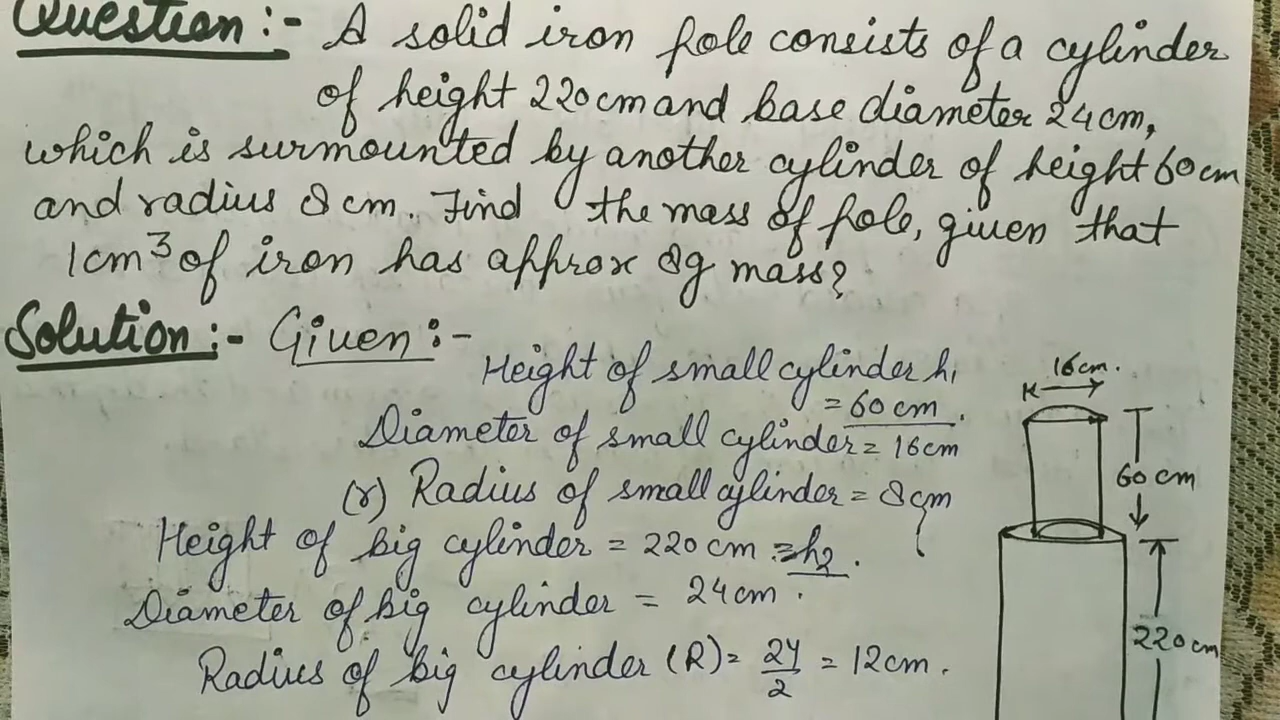 Question :-  A solid iron pole consists of a cylinder
of height 220cm and base diameter 24cm,
which is surmounted by another cylinder of height 60cm
and radius 8cm. Find the mass of pole, given that
1cm³ of iron has approx 8g mass?
Solution :- Given :-
Height of small cylinder h₁
= 60 cm.
Diameter of small cylinder = 16cm
(r) Radius of small cylinder = 8cm
Height of big cylinder = 220 cm = h₂.
Diameter of big cylinder = 24cm.
Radius of big cylinder (R) = 24/2 = 12cm.
16cm.
60 cm
220cm